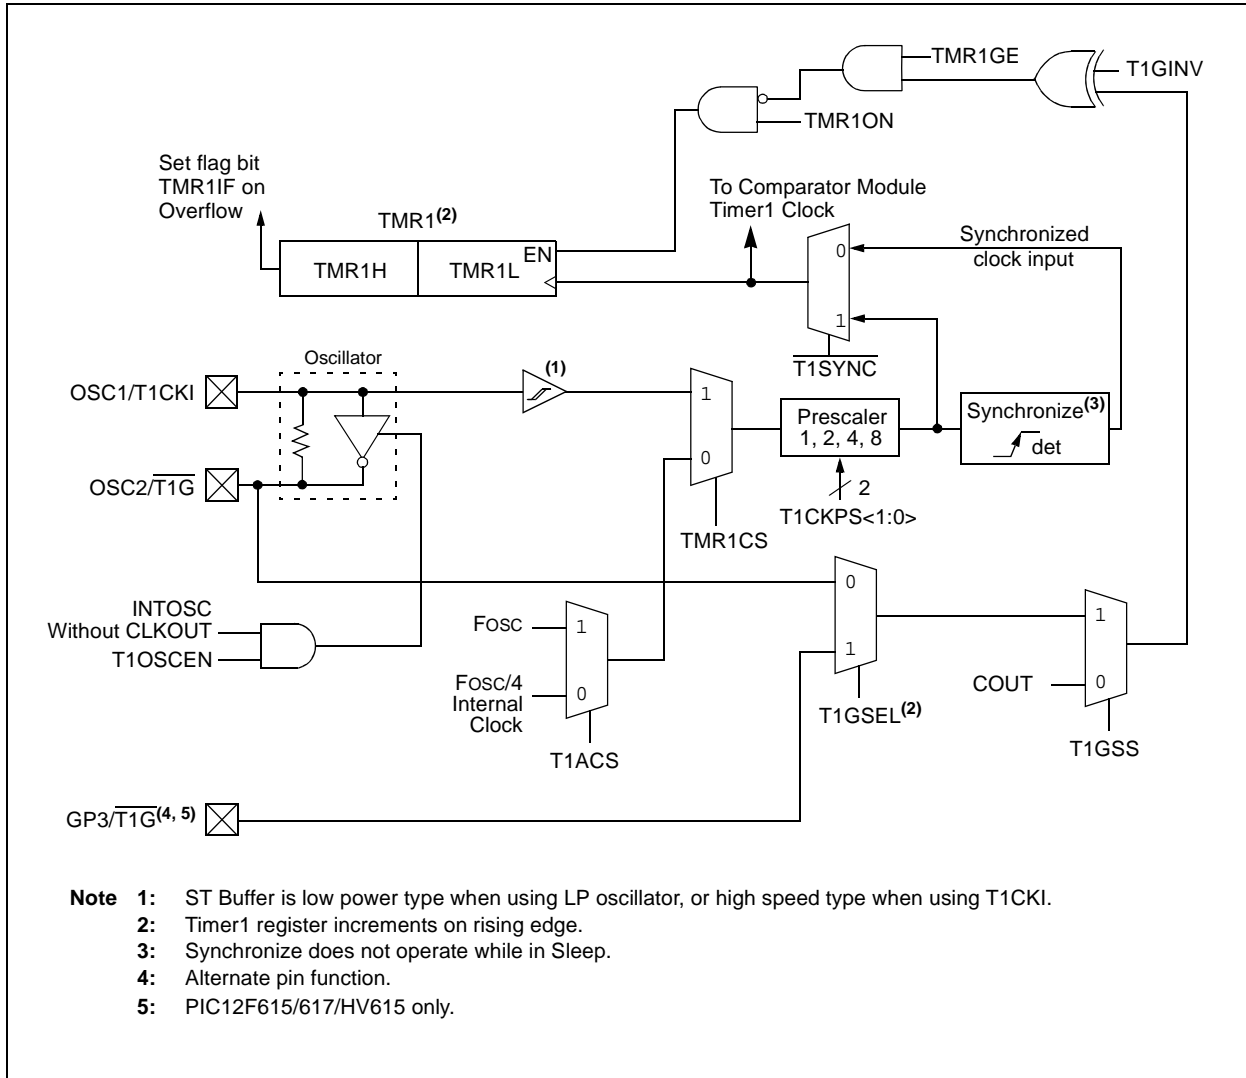 TMR1GE
T1GINV
TMR1ON
Set flag bit
TMR1IF on
Overflow
TMR1(2)
To Comparator Module
Timer1 Clock
EN
TMR1H
TMR1L
0
Synchronized
clock input
1
T1SYNC
Oscillator
(1)
OSC1/T1CKI
1
Prescaler
1, 2, 4, 8
Synchronize(3)
det
0
OSC2/T1G
2
T1CKPS<1:0>
TMR1CS
0
INTOSC
Without CLKOUT
T1OSCEN
FOSC
1
1
1
FOSC/4
Internal
Clock
0
COUT
0
T1GSEL(2)
T1ACS
T1GSS
GP3/T1G(4, 5)
Note 1: ST Buffer is low power type when using LP oscillator, or high speed type when using T1CKI.
2: Timer1 register increments on rising edge.
3: Synchronize does not operate while in Sleep.
4: Alternate pin function.
5: PIC12F615/617/HV615 only.